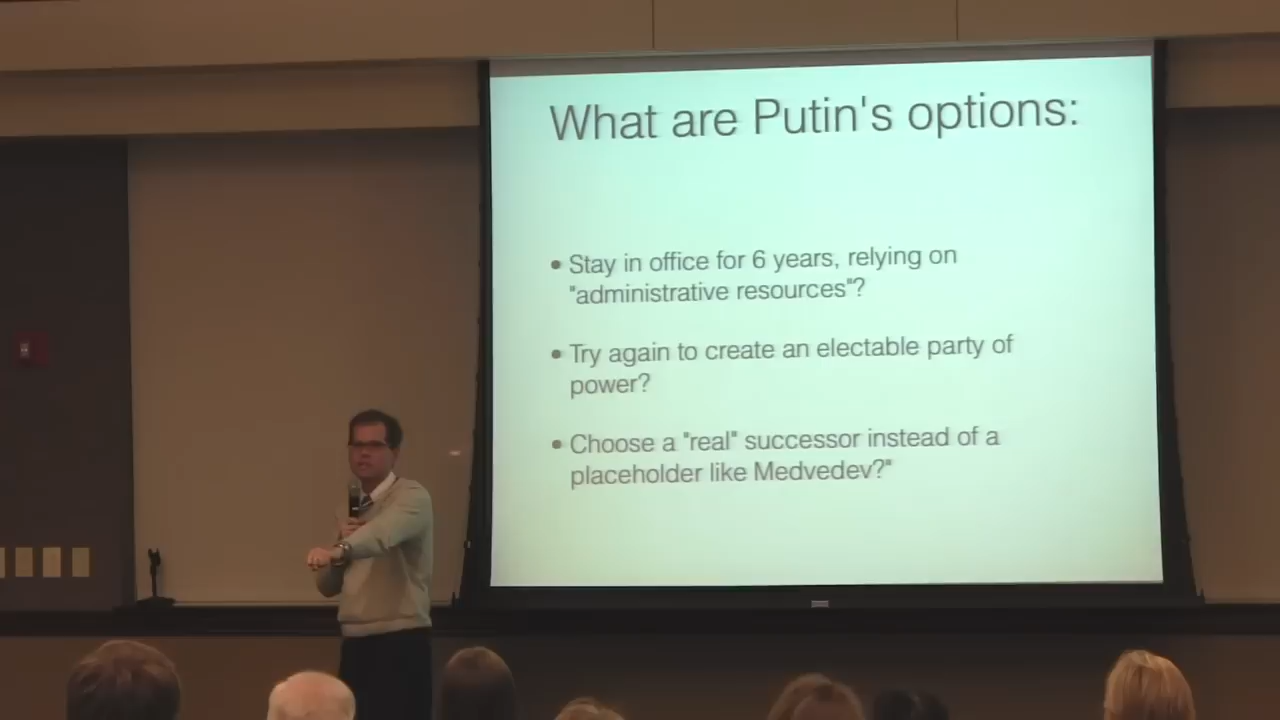 What are Putin's options:
• Stay in office for 6 years, relying on
"administrative resources"?
• Try again to create an electable party of
power?
• Choose a "real" successor instead of a
placeholder like Medvedev?"